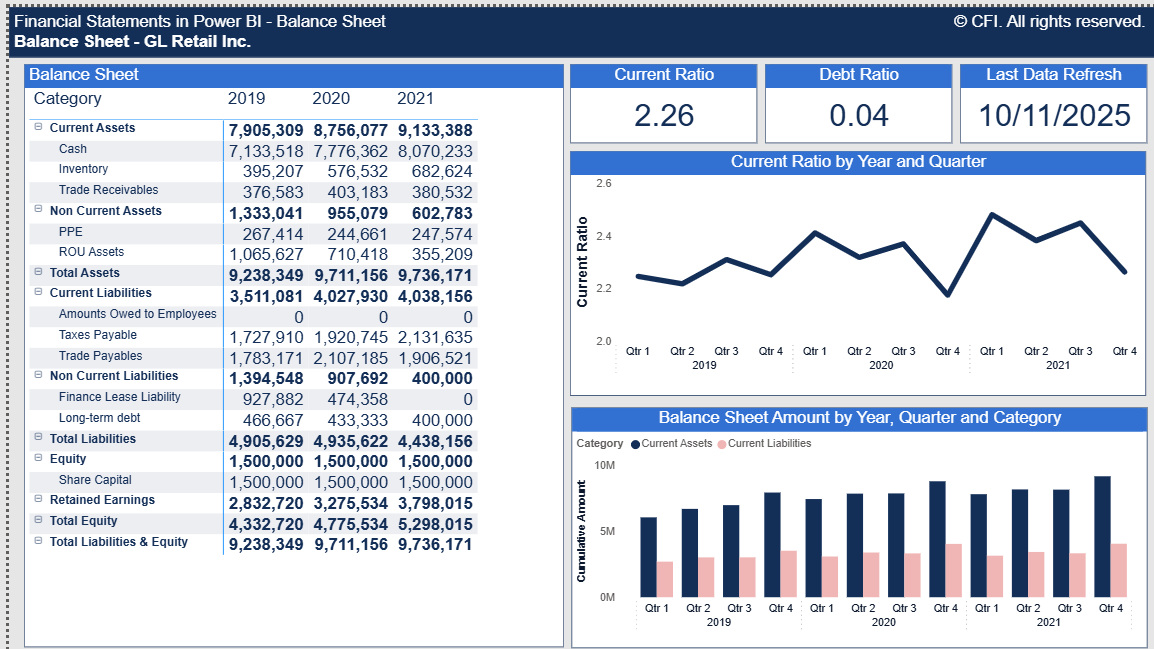 Financial Statements in Power BI - Balance Sheet
© CFI. All rights reserved.
Balance Sheet - GL Retail Inc.
Balance Sheet
Category 2019 2020 2021
Current Assets 7,905,309 8,756,077 9,133,388
Cash 7,133,518 7,776,362 8,070,233
Inventory 395,207 576,532 682,624
Trade Receivables 376,583 403,183 380,532
Non Current Assets 1,333,041 955,079 602,783
PPE 267,414 244,661 247,574
ROU Assets 1,065,627 710,418 355,209
Total Assets 9,238,349 9,711,156 9,736,171
Current Liabilities 3,511,081 4,027,930 4,038,156
Amounts Owed to Employees 0 0 0
Taxes Payable 1,727,910 1,920,745 2,131,635
Trade Payables 1,783,171 2,107,185 1,906,521
Non Current Liabilities 1,394,548 907,692 400,000
Finance Lease Liability 927,882 474,358 0
Long-term debt 466,667 433,333 400,000
Total Liabilities 4,905,629 4,935,622 4,438,156
Equity 1,500,000 1,500,000 1,500,000
Share Capital 1,500,000 1,500,000 1,500,000
Retained Earnings 2,832,720 3,275,534 3,798,015
Total Equity 4,332,720 4,775,534 5,298,015
Total Liabilities & Equity 9,238,349 9,711,156 9,736,171
Current Ratio
2.26
Debt Ratio
0.04
Last Data Refresh
10/11/2025
Current Ratio by Year and Quarter
Current Ratio
2.6
2.4
2.2
2.0
Qtr 1 Qtr 2 Qtr 3 Qtr 4 Qtr 1 Qtr 2 Qtr 3 Qtr 4 Qtr 1 Qtr 2 Qtr 3 Qtr 4
2019 2020 2021
Balance Sheet Amount by Year, Quarter and Category
Category Current Assets Current Liabilities
Cumulative Amount
10M
5M
0M
Qtr 1 Qtr 2 Qtr 3 Qtr 4 Qtr 1 Qtr 2 Qtr 3 Qtr 4 Qtr 1 Qtr 2 Qtr 3 Qtr 4
2019 2020 2021